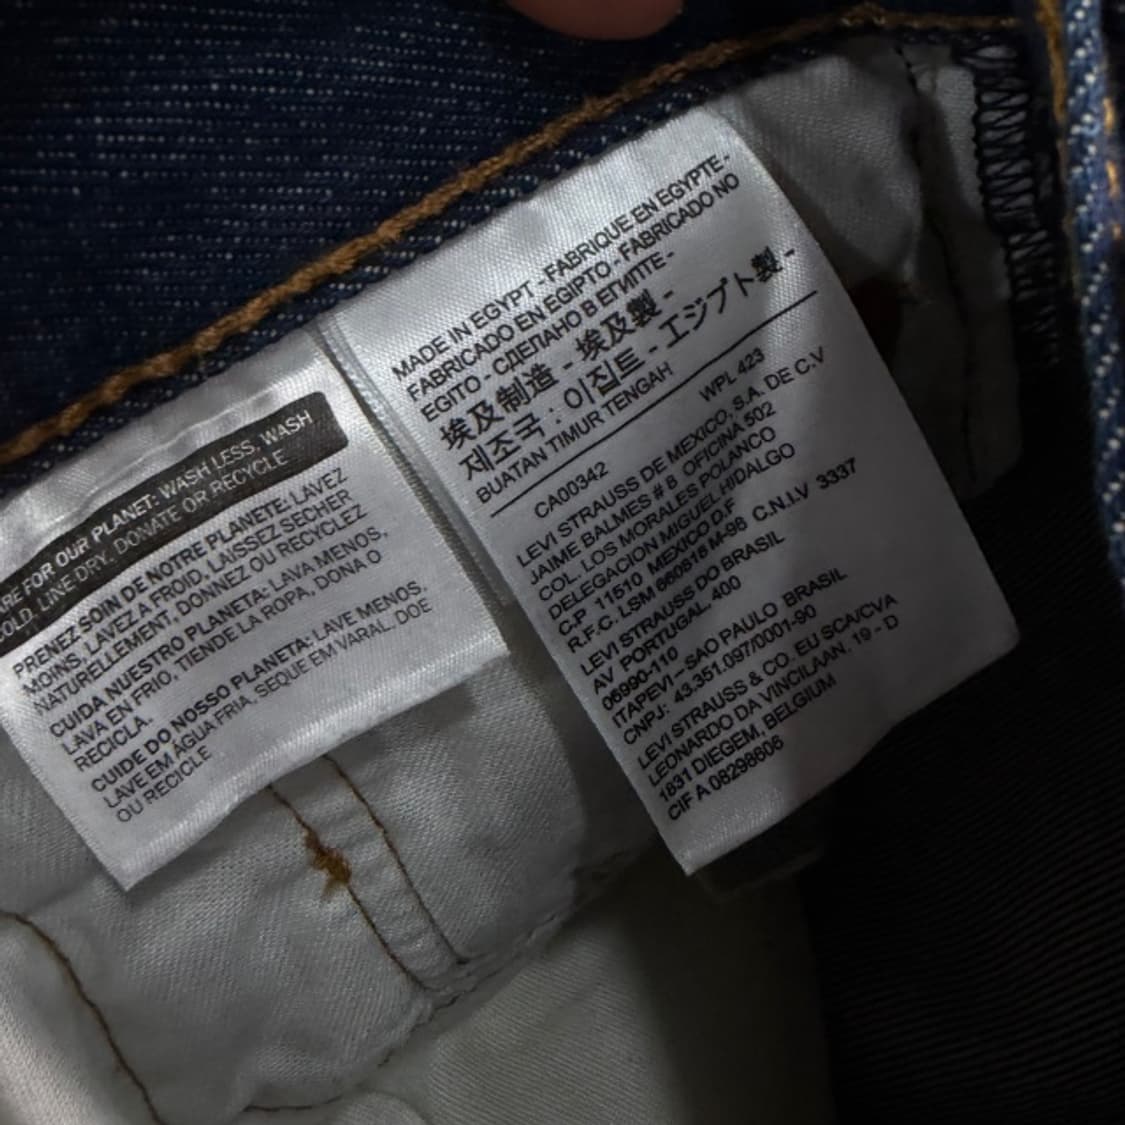 ARE FOR OUR PLANET: WASH LESS, WASH
COLD, LINE DRY, DONATE OR RECYCLE
PRENEZ SOIN DE NOTRE PLANETE: LAVEZ
MOINS, LAVEZ A FROID, LAISSEZ SECHER
NATURELLEMENT, DONNEZ OU RECYCLEZ
CUIDA NUESTRO PLANETA: LAVA MENOS,
LAVA EN FRIO, TIENDE LA ROPA, DONA O
RECICLA.
CUIDE DO NOSSO PLANETA: LAVE MENOS,
LAVE EM ÁGUA FRIA, SEQUE EM VARAL, DOE
OU RECICLE
MADE IN EGYPT - FABRIQUE EN EGYPTE -
FABRICADO EN EGIPTO - FABRICADO NO
EGITO - СДЕЛАНО В ЕГИПТЕ -
埃及制造 - 埃及製 -
제조국 : 이집트 - エジプト製 -
BUATAN TIMUR TENGAH
CA00342 WPL 423
LEVI STRAUSS DE MEXICO, S.A. DE C.V
JAIME BALMES # 8 OFICINA 502
COL. LOS MORALES POLANCO
DELEGACION MIGUEL HIDALGO
C.P. 11510 MEXICO D.F
R.F.C. LSM 660818 M-98 C.N.I.V 3337
LEVI STRAUSS DO BRASIL
AV PORTUGAL, 400
06990-110
ITAPEVI - SAO PAULO BRASIL
CNPJ: 43.351.097/0001-90
LEVI STRAUSS & CO. EU SCA/CVA
LEONARDO DA VINCILAAN, 19 - D
1831 DIEGEM, BELGIUM
CIF A 08298606